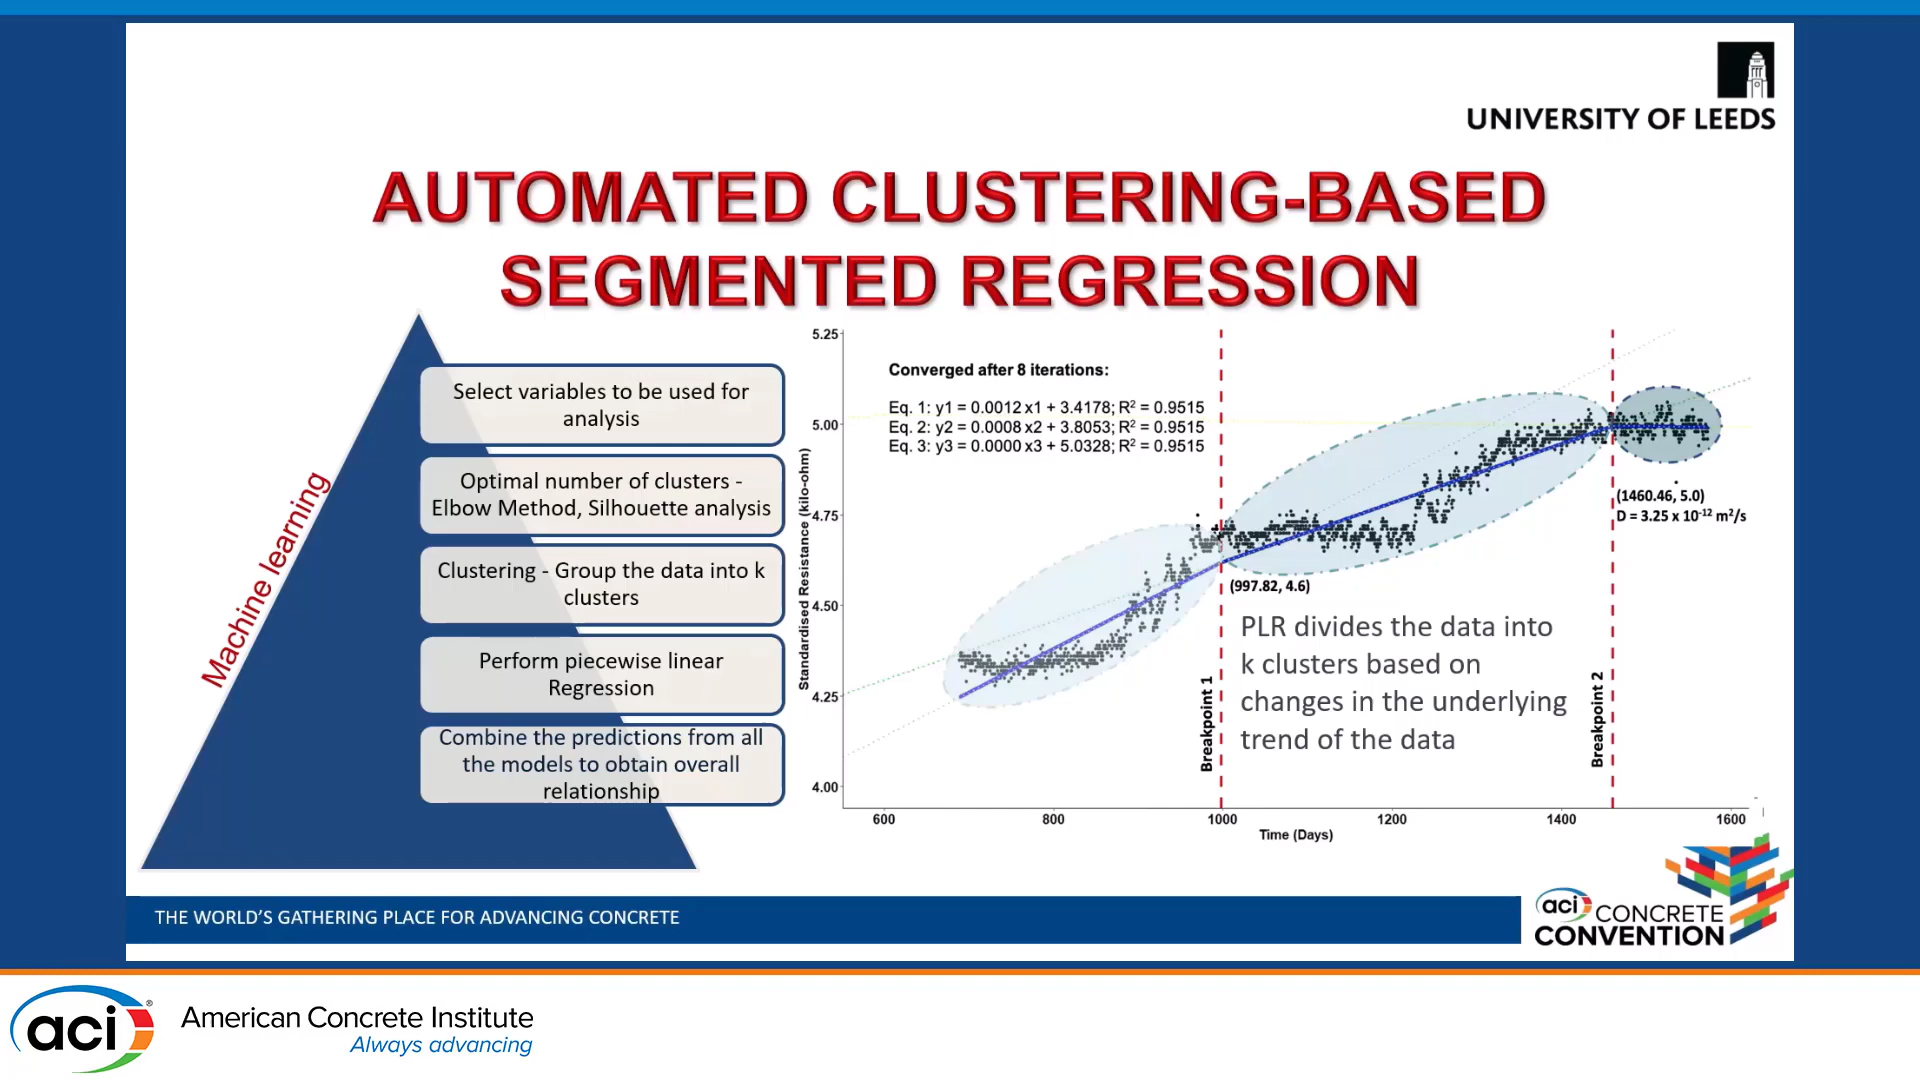 UNIVERSITY OF LEEDS
AUTOMATED CLUSTERING-BASED
SEGMENTED REGRESSION
Machine learning
Select variables to be used for
analysis
Optimal number of clusters -
Elbow Method, Silhouette analysis
Clustering - Group the data into k
clusters
Perform piecewise linear
Regression
Combine the predictions from all
the models to obtain overall
relationship
Standardised Resistance (kilo-ohm)
5.25
5.00
4.75
4.50
4.25
4.00
Converged after 8 iterations:
Eq. 1: y1 = 0.0012 x1 + 3.4178; R² = 0.9515
Eq. 2: y2 = 0.0008 x2 + 3.8053; R² = 0.9515
Eq. 3: y3 = 0.0000 x3 + 5.0328; R² = 0.9515
(1460.46, 5.0)
D = 3.25 x 10⁻¹² m²/s
(997.82, 4.6)
PLR divides the data into
k clusters based on
changes in the underlying
trend of the data
Breakpoint 1
Breakpoint 2
600 800 1000 1200 1400 1600
Time (Days)
THE WORLD'S GATHERING PLACE FOR ADVANCING CONCRETE
aci CONCRETE
CONVENTION
aci®
American Concrete Institute
Always advancing